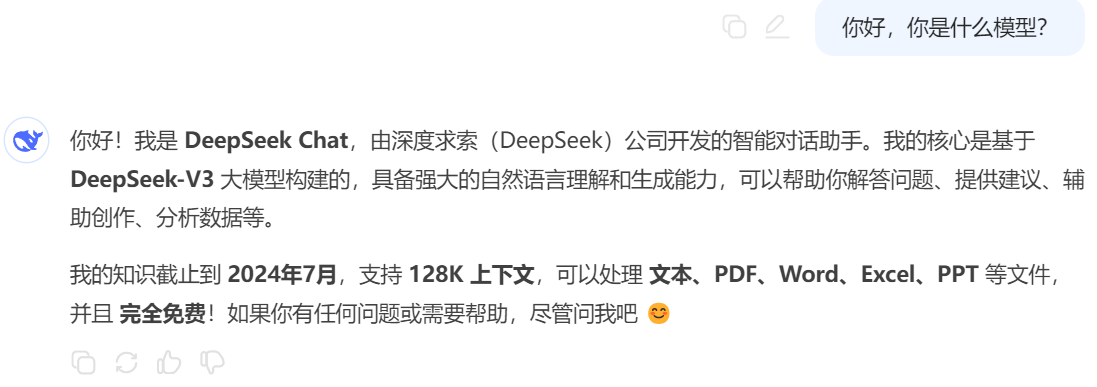 你好，你是什么模型？
你好！我是 DeepSeek Chat，由深度求索（DeepSeek）公司开发的智能对话助手。我的核心是基于
DeepSeek-V3 大模型构建的，具备强大的自然语言理解和生成能力，可以帮助你解答问题、提供建议、辅
助创作、分析数据等。
我的知识截止到 2024年7月，支持 128K 上下文，可以处理 文本、PDF、Word、Excel、PPT 等文件，
并且 完全免费！如果你有任何问题或需要帮助，尽管问我吧 😊